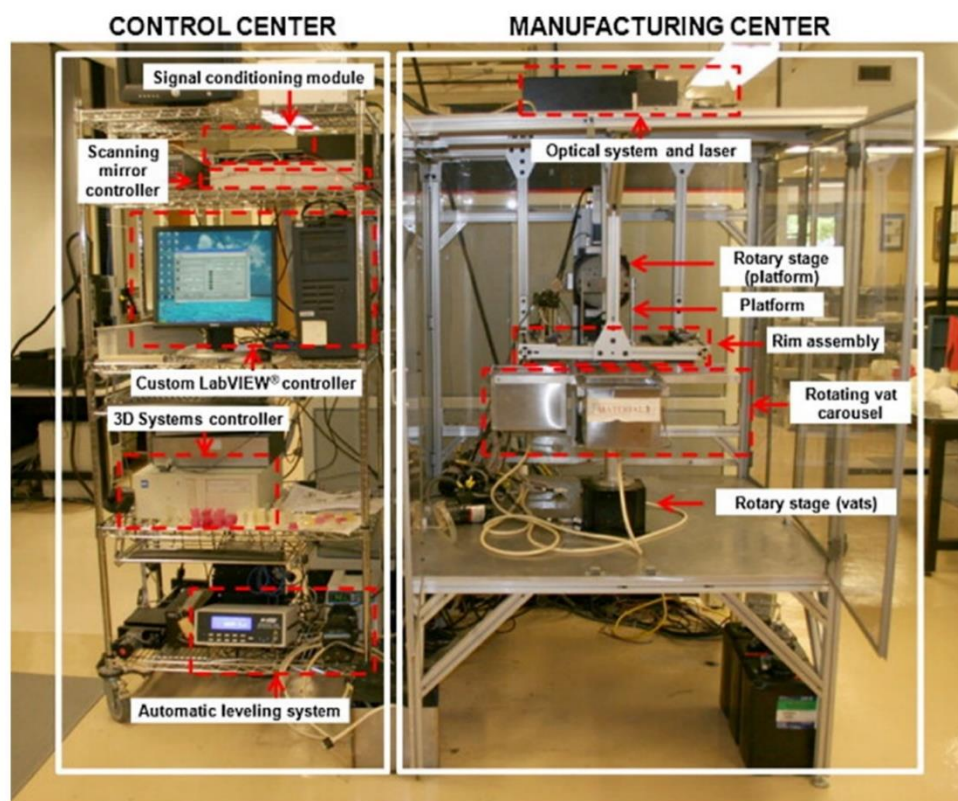 CONTROL CENTER
MANUFACTURING CENTER
Signal conditioning module
Scanning
mirror
controller
Optical system and laser
Rotary stage
(platform)
Platform
Rim assembly
Custom LabVIEW® controller
3D Systems controller
Rotating vat
carousel
MATERIAL 1
Rotary stage (vats)
Automatic leveling system